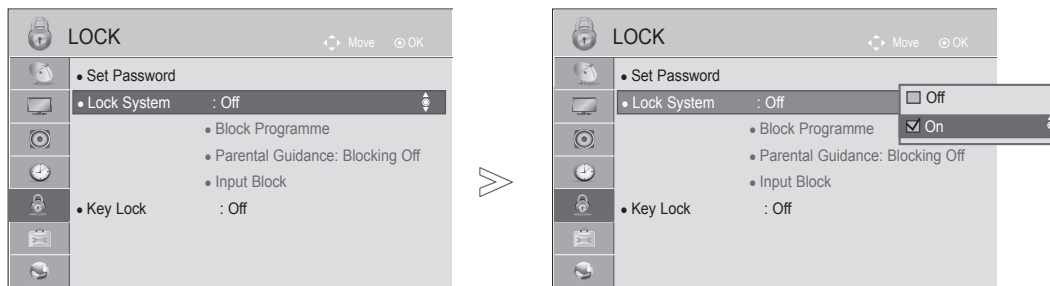 LOCK
Move OK
• Set Password
• Lock System : Off
• Block Programme
• Parental Guidance: Blocking Off
• Input Block
• Key Lock : Off
LOCK
Move OK
• Set Password
• Lock System : Off
Off
On
• Block Programme
• Parental Guidance: Blocking Off
• Input Block
• Key Lock : Off